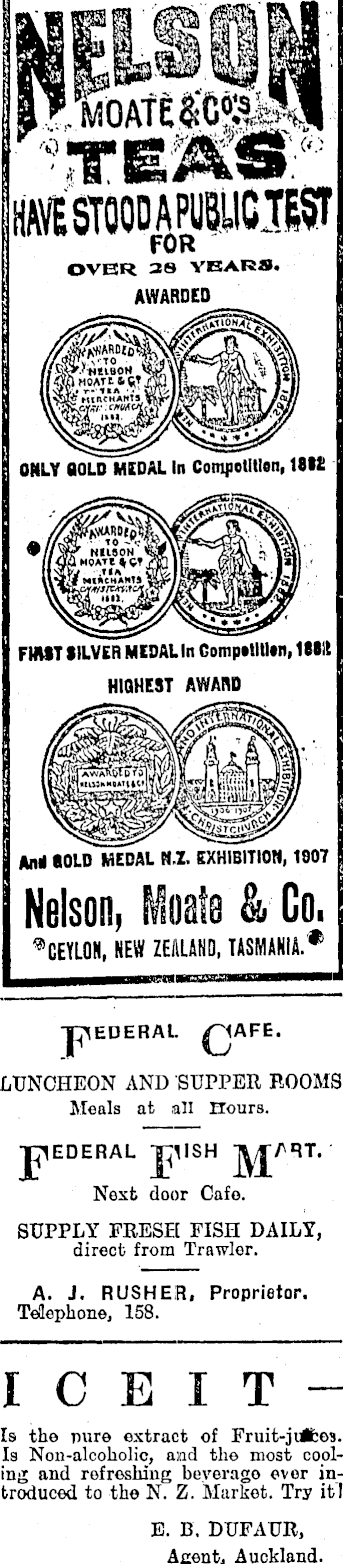 NELSON
MOATE & Co's
TEAS
HAVE STOOD A PUBLIC TEST
FOR
OVER 28 YEARS.
AWARDED
AWARDED
TO
NELSON
MOATE & Co
TEA
MERCHANTS
CHRISTCHURCH
1882.
INTERNATIONAL EXHIBITION 1882
ONLY GOLD MEDAL In Competition, 1882
AWARDED
TO
NELSON
MOATE & Co
TEA
MERCHANTS
CHRISTCHURCH
1882.
INTERNATIONAL EXHIBITION 1882
FIRST SILVER MEDAL In Competition, 1882
HIGHEST AWARD
AWARDED TO
NELSON MOATE & Co
INTERNATIONAL EXHIBITION
CHRISTCHURCH
1906 1907
And GOLD MEDAL N.Z. EXHIBITION, 1907
Nelson, Moate & Co.
CEYLON, NEW ZEALAND, TASMANIA.
FEDERAL CAFE.
LUNCHEON AND SUPPER ROOMS
Meals at all Hours.
FEDERAL FISH MART.
Next door Cafe.
SUPPLY FRESH FISH DAILY,
direct from Trawler.
A. J. RUSHER, Proprietor.
Telephone, 158.
I C E I T —
Is the pure extract of Fruit-juices.
Is Non-alcoholic, and the most cool-
ing and refreshing beverage ever in-
troduced to the N. Z. Market. Try it!
E. B. DUFAUR,
Agent, Auckland.